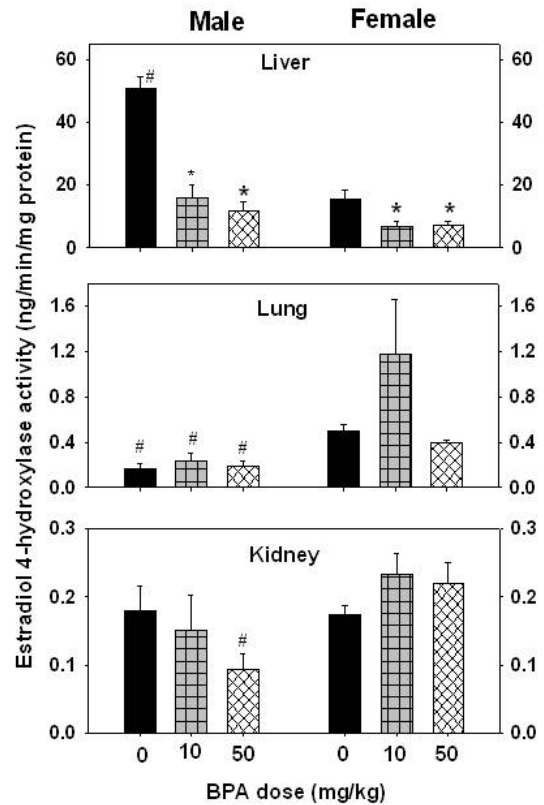 Male Female
Estradiol 4-hydroxylase activity (ng/min/mg protein)
Liver
60 60
#
40 40
20 * * * * 20
0 0
Lung
1.6 1.6
1.2 1.2
0.8 0.8
# # #
0.4 0.4
0.0 0.0
Kidney
0.3 0.3
0.2 0.2
#
0.1 0.1
0.0 0.0
0 10 50 0 10 50
BPA dose (mg/kg)